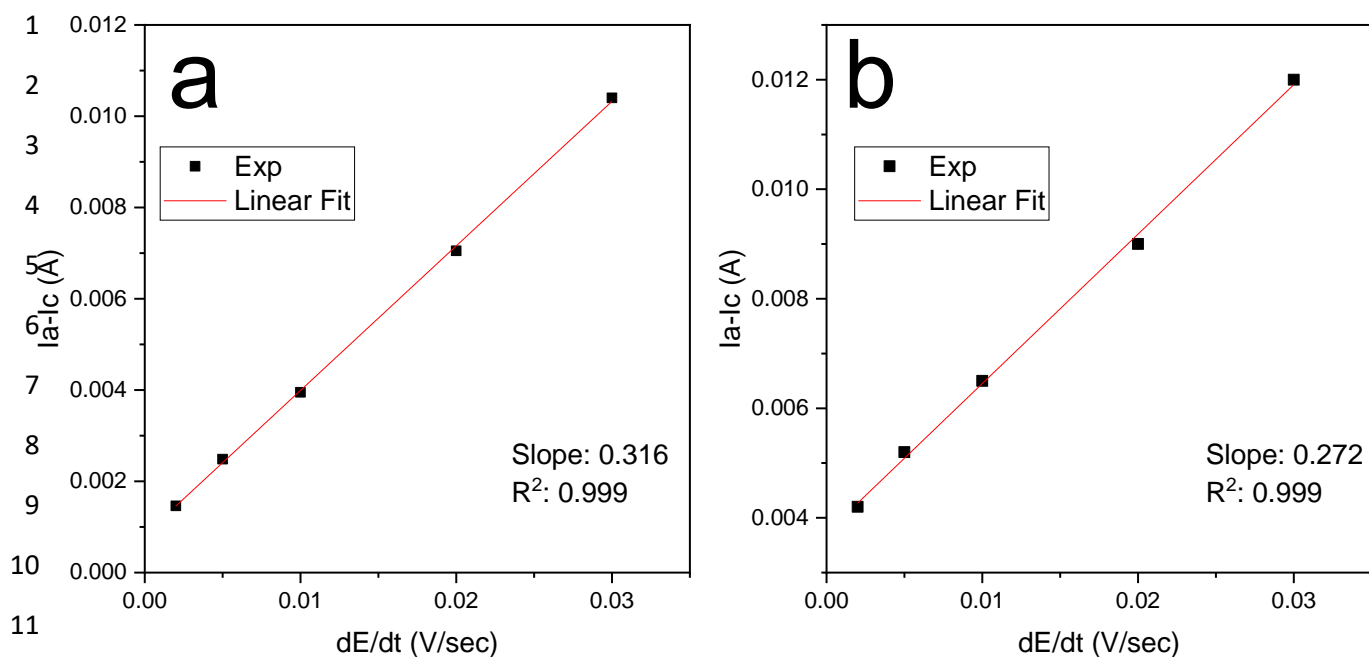 1
2
3
4
5
6
7
8
9
10
11
a
0.012
0.010
0.008
0.006
0.004
0.002
0.000
Ia-Ic (A)
Exp
Linear Fit
Slope: 0.316
R²: 0.999
0.00 0.01 0.02 0.03
dE/dt (V/sec)
b
0.012
0.010
0.008
0.006
0.004
Ia-Ic (A)
Exp
Linear Fit
Slope: 0.272
R²: 0.999
0.00 0.01 0.02 0.03
dE/dt (V/sec)